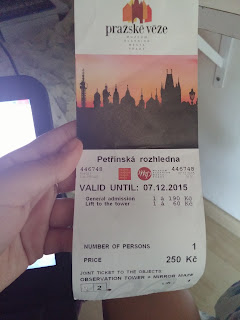 pražské věže
MUZEUM
Petřínská rozhledna
446748 446748
VALID UNTIL: 07.12.2015
General admission 1 à 190 Kč
Lift to the tower 1 à 60 Kč
NUMBER OF PERSONS 1
PRICE 250 Kč
JOINT TICKET TO THE OBJECTS
OBSERVATION TOWER + MIRROR MAZE
2